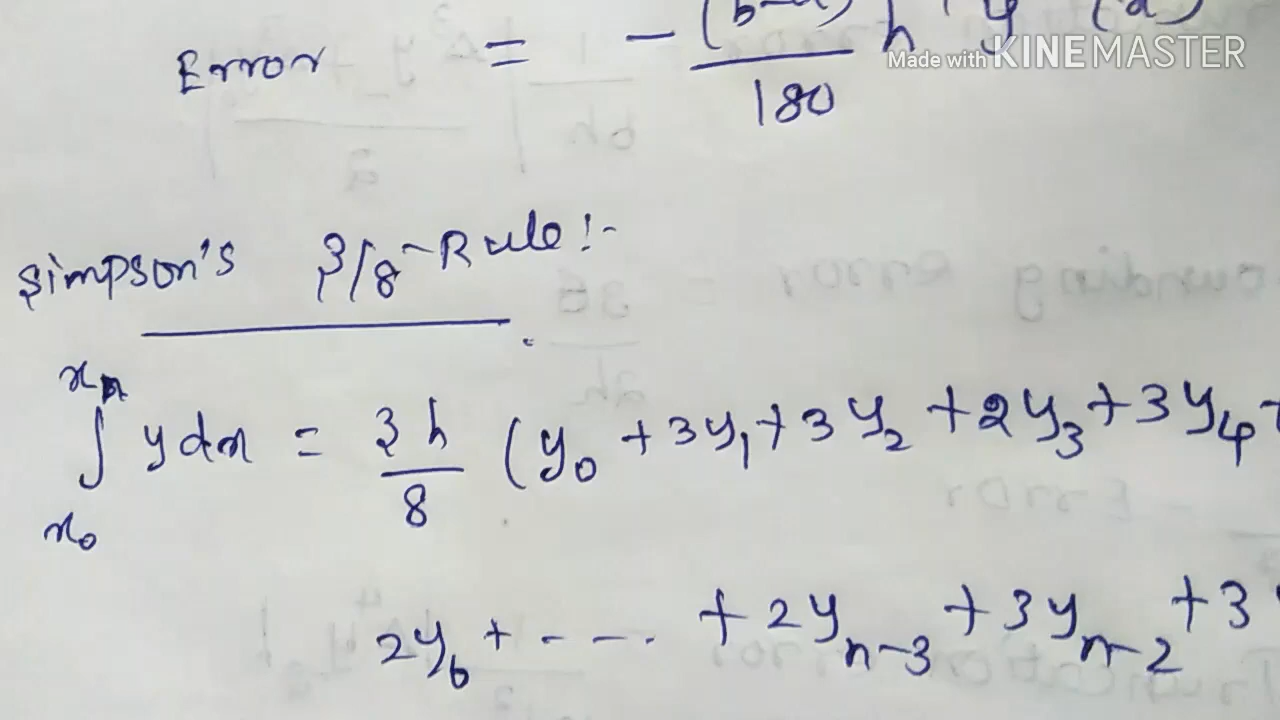 Error = - (b-a) h y (x)
Made with KINEMASTER
180
Simpson's 3/8-Rule:-
xn
∫ y dx = 3h (y0 + 3y1 + 3y2 + 2y3 + 3y4 +
8
x0
2y6 + - - -. + 2yn-3 + 3yn-2 + 3